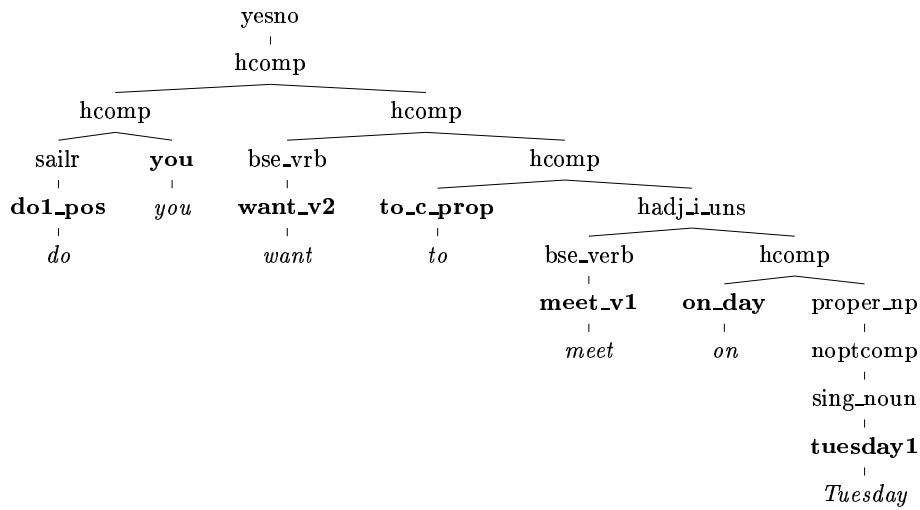 yesno
hcomp
hcomp hcomp
sailr you bse_vrb hcomp
do1_pos you want_v2 to_c_prop hadj_i_uns
do want to bse_verb hcomp
meet_v1 on_day proper_np
meet on noptcomp
sing_noun
tuesday1
Tuesday